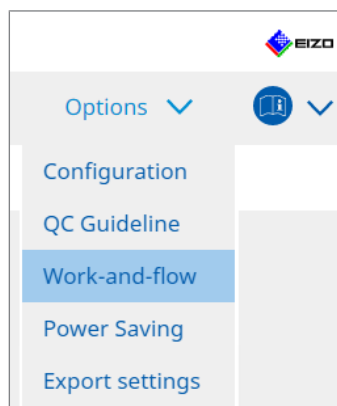 EIZO
Options
Configuration
QC Guideline
Work-and-flow
Power Saving
Export settings